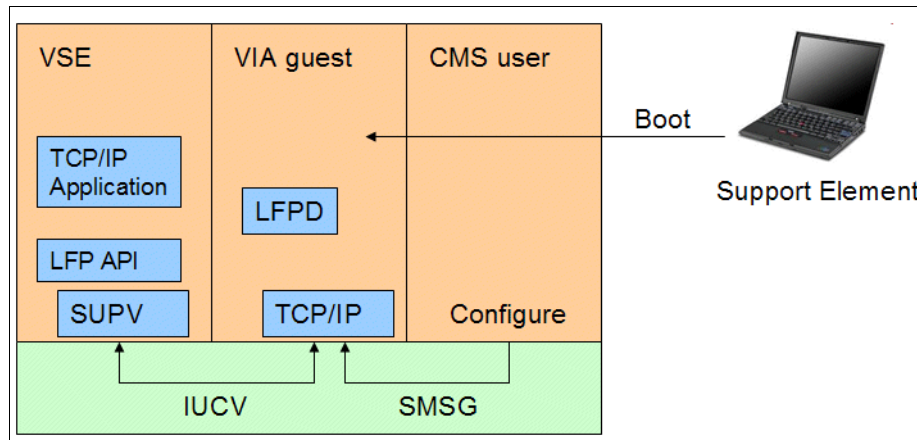 VSE
VIA guest
CMS user
Boot
TCP/IP
Application
LFPD
Support Element
LFP API
SUPV
TCP/IP
Configure
IUCV
SMSG